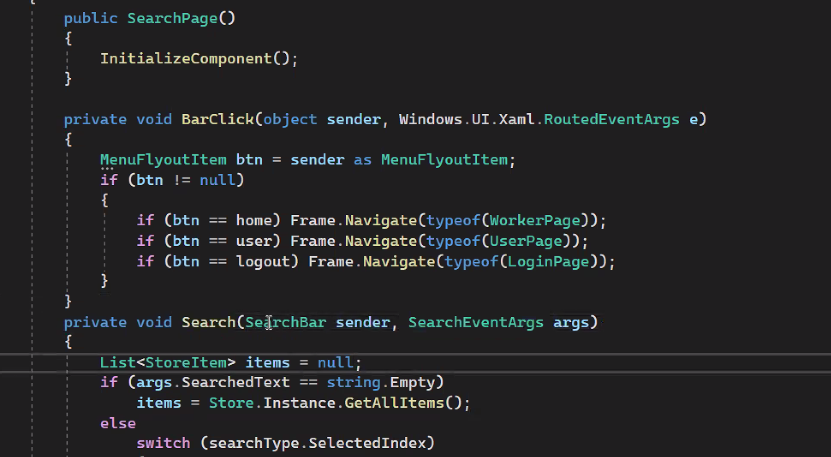 {
public SearchPage()
{
InitializeComponent();
}
private void BarClick(object sender, Windows.UI.Xaml.RoutedEventArgs e)
{
MenuFlyoutItem btn = sender as MenuFlyoutItem;
if (btn != null)
{
if (btn == home) Frame.Navigate(typeof(WorkerPage));
if (btn == user) Frame.Navigate(typeof(UserPage));
if (btn == logout) Frame.Navigate(typeof(LoginPage));
}
}
private void Search(SearchBar sender, SearchEventArgs args)
{
List<StoreItem> items = null;
if (args.SearchedText == string.Empty)
items = Store.Instance.GetAllItems();
else
switch (searchType.SelectedIndex)